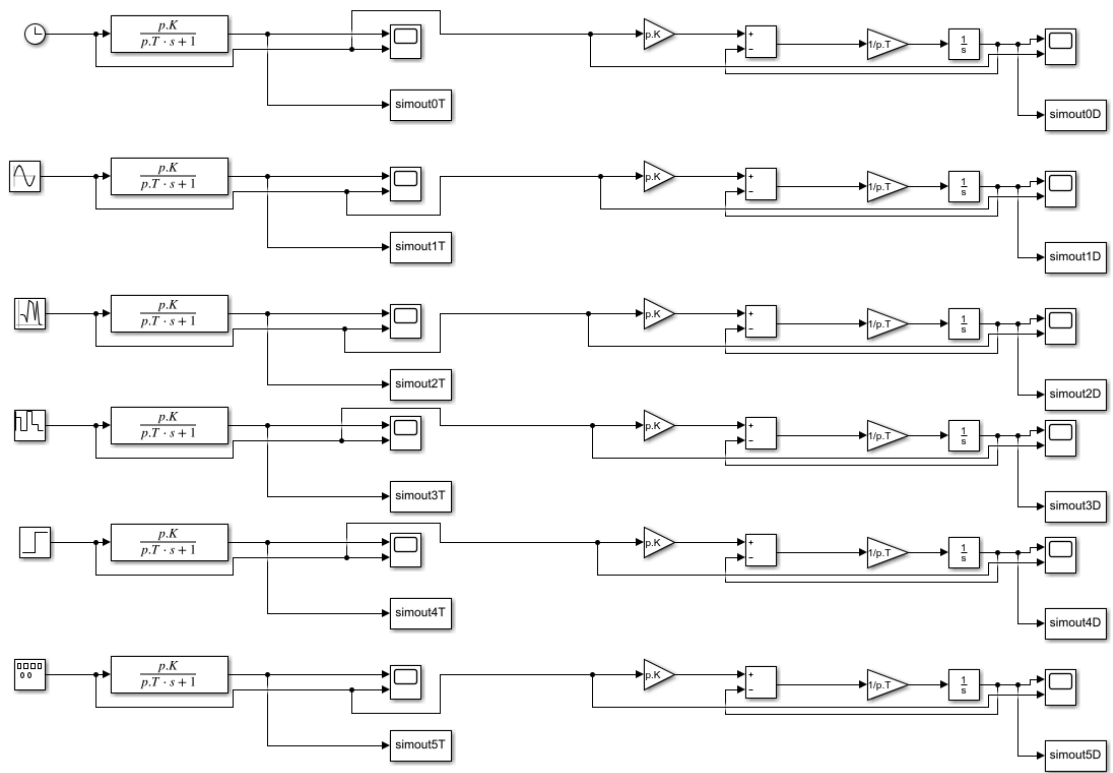 p.K
p.T · s + 1
p.K
+
−
1/p.T
1
s
simout0T
simout0D
p.K
p.T · s + 1
p.K
+
−
1/p.T
1
s
simout1T
simout1D
p.K
p.T · s + 1
p.K
+
−
1/p.T
1
s
simout2T
simout2D
p.K
p.T · s + 1
p.K
+
−
1/p.T
1
s
simout3T
simout3D
p.K
p.T · s + 1
p.K
+
−
1/p.T
1
s
simout4T
simout4D
p.K
p.T · s + 1
p.K
+
−
1/p.T
1
s
simout5T
simout5D